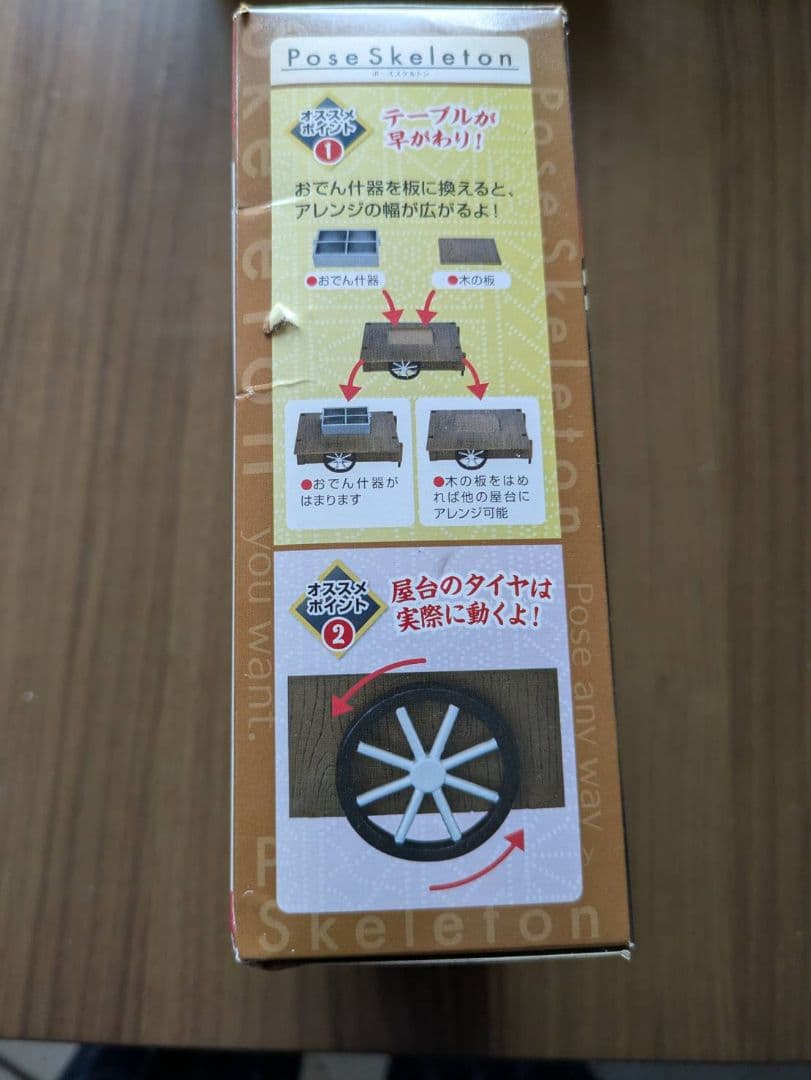 Pose Skeleton
ポーズスケルトン
オススメ
ポイント
1
テーブルが
早がわり!
おでん什器を板に換えると、
アレンジの幅が広がるよ!
●おでん什器
●木の板
●おでん什器が
はまります
●木の板をはめ
れば他の屋台に
アレンジ可能
オススメ
ポイント
2
屋台のタイヤは
実際に動くよ!
you want.
Pose Skeleton
Pose any way
Skeleton